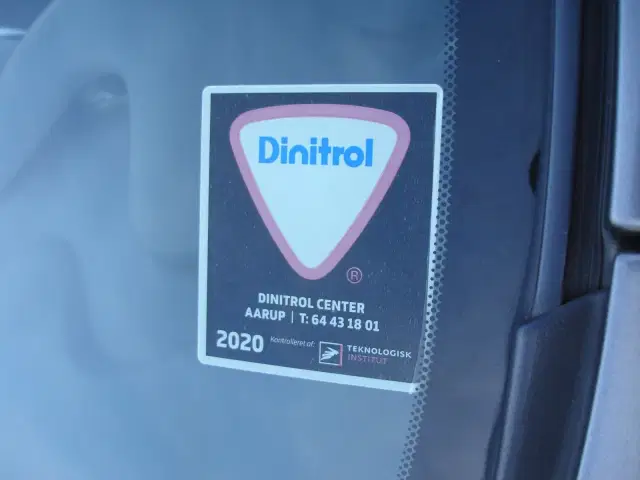 Dinitrol
®
DINITROL CENTER
AARUP | T: 64 43 18 01
2020 Kontrolleret af: TEKNOLOGISK
INSTITUT